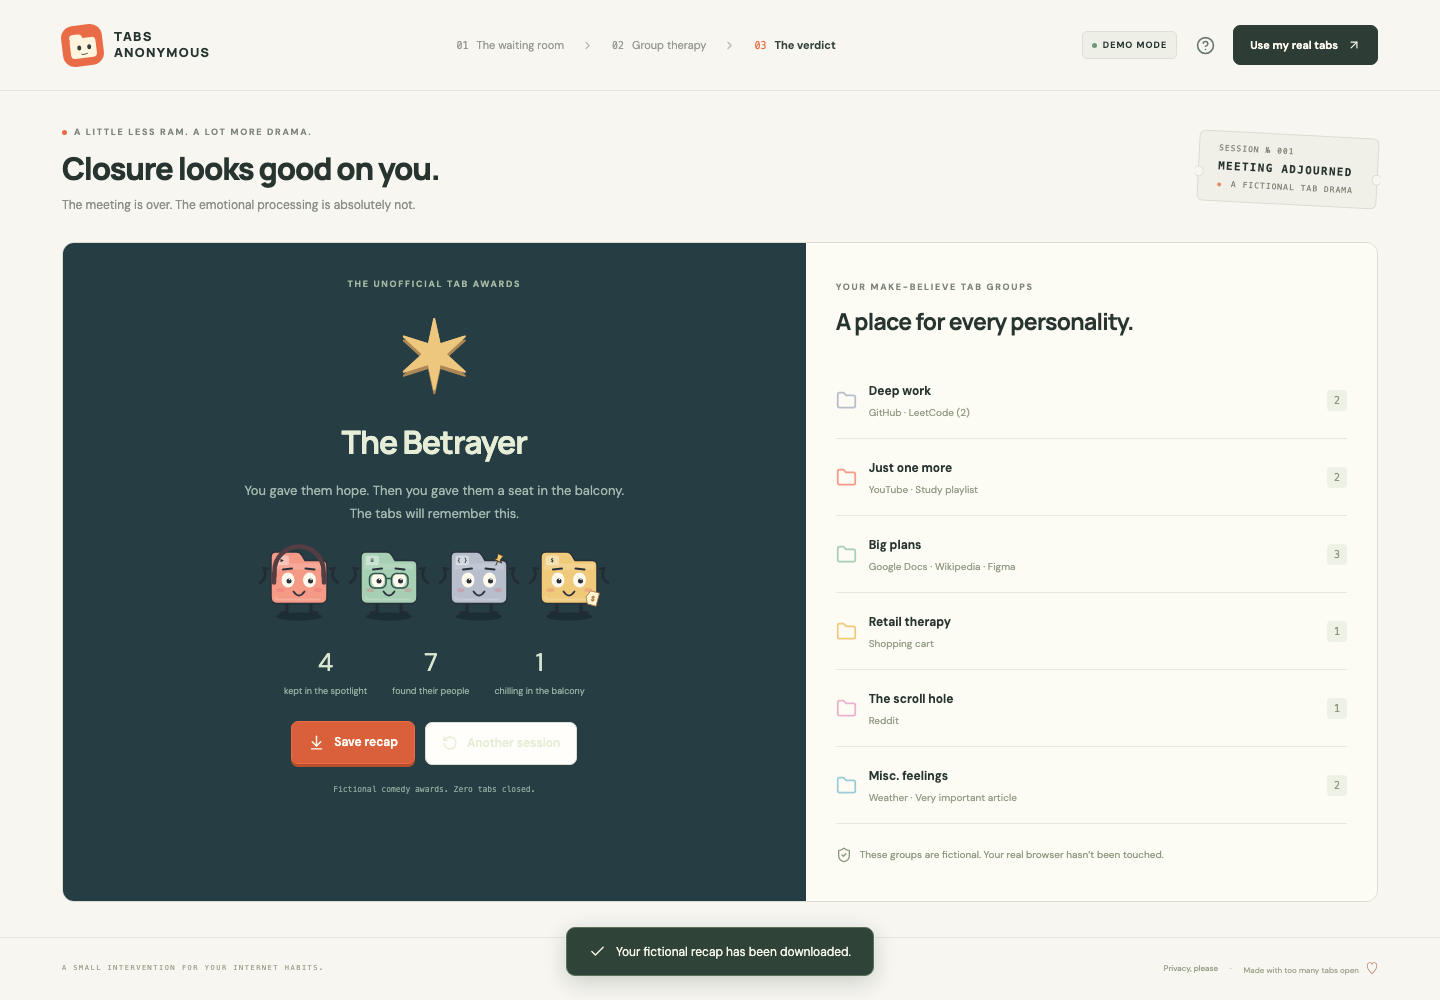 TABS
ANONYMOUS
01 The waiting room
02 Group therapy
03 The verdict
DEMO MODE
Use my real tabs
A LITTLE LESS RAM. A LOT MORE DRAMA.
Closure looks good on you.
The meeting is over. The emotional processing is absolutely not.
SESSION № 001
MEETING ADJOURNED
A FICTIONAL TAB DRAMA
THE UNOFFICIAL TAB AWARDS
The Betrayer
You gave them hope. Then you gave them a seat in the balcony.
The tabs will remember this.
{ }
$
$
4
kept in the spotlight
7
found their people
1
chilling in the balcony
Save recap
Another session
Fictional comedy awards. Zero tabs closed.
YOUR MAKE-BELIEVE TAB GROUPS
A place for every personality.
Deep work
GitHub · LeetCode (2)
2
Just one more
YouTube · Study playlist
2
Big plans
Google Docs · Wikipedia · Figma
3
Retail therapy
Shopping cart
1
The scroll hole
Reddit
1
Misc. feelings
Weather · Very important article
2
These groups are fictional. Your real browser hasn't been touched.
Your fictional recap has been downloaded.
A SMALL INTERVENTION FOR YOUR INTERNET HABITS.
Privacy, please · Made with too many tabs open